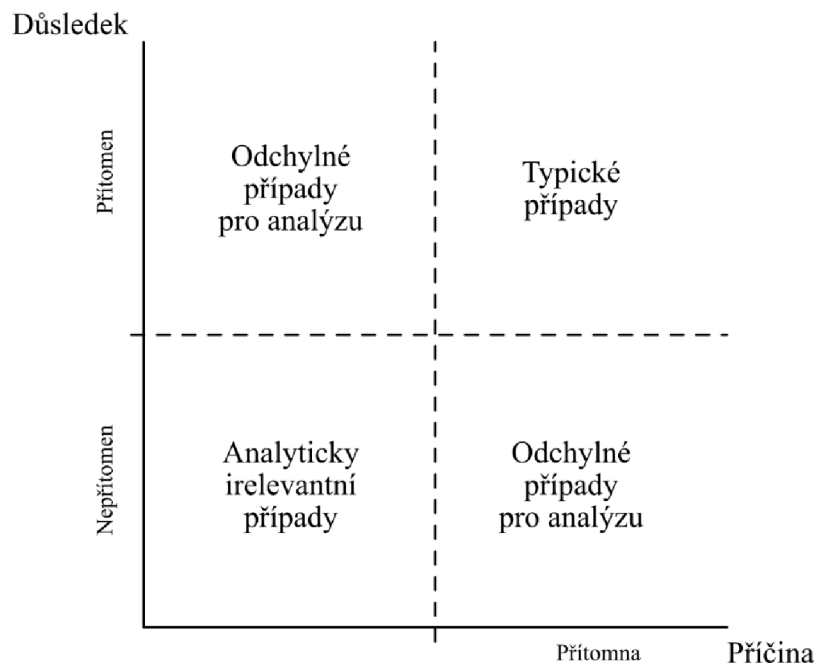 Důsledek
Přítomen
Odchylné
případy
pro analýzu
Typické
případy
Nepřítomen
Analyticky
irelevantní
případy
Odchylné
případy
pro analýzu
Přítomna
Příčina